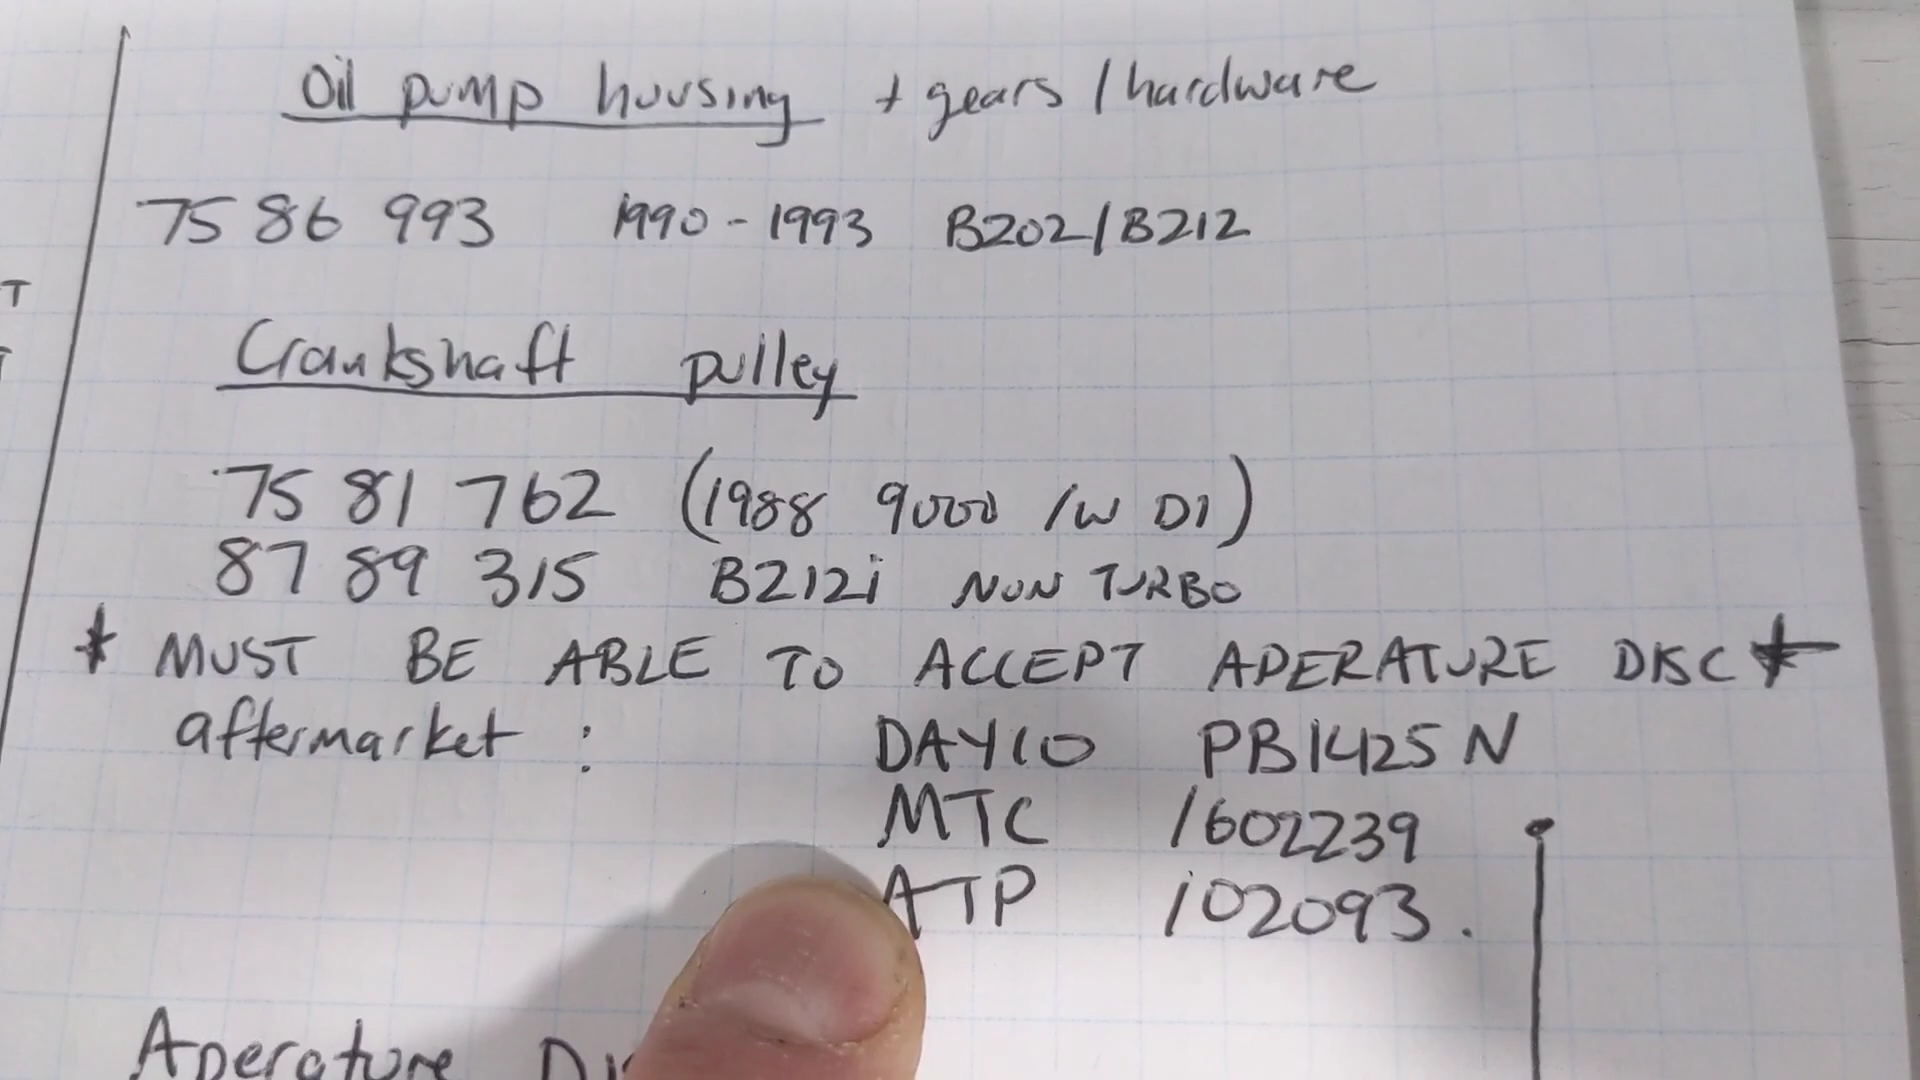 Oil pump housing + gears / hardware
75 86 993 1990 - 1993 B202/B212
T
Crankshaft pulley
75 81 762 (1988 9000 /w DI)
87 89 315 B212i NON TURBO
* MUST BE ABLE TO ACCEPT APERATURE DISC *
aftermarket : DAYCO PB1425N
MTC 1602239
ATP 102093.
Aperature